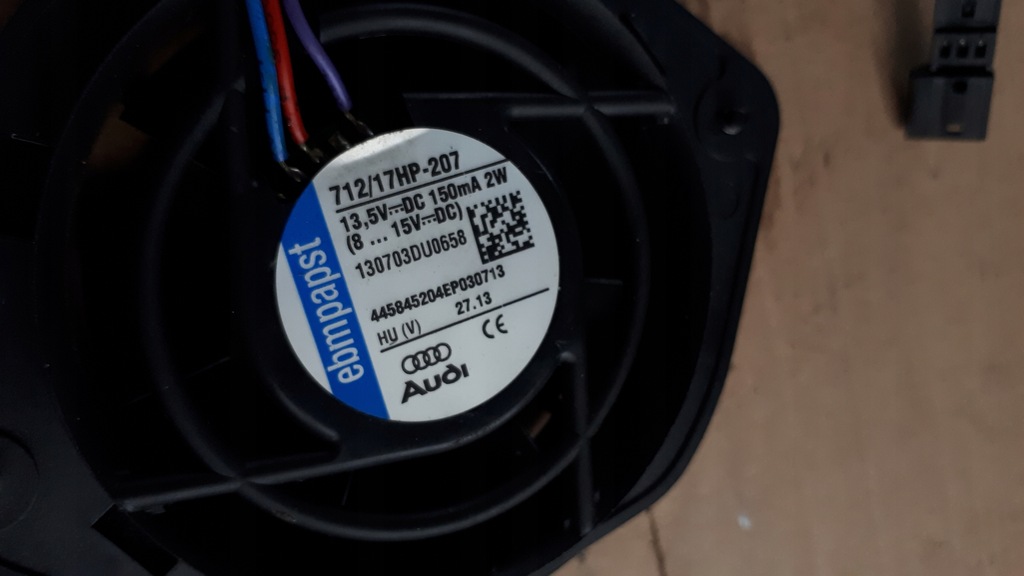 712/17HP-207
13,5V⎓DC 150mA 2W
(8 ... 15V⎓DC)
130703DU0658
445845204EP030713
HU (V) 27.13
CE
Audi
ebmpapst